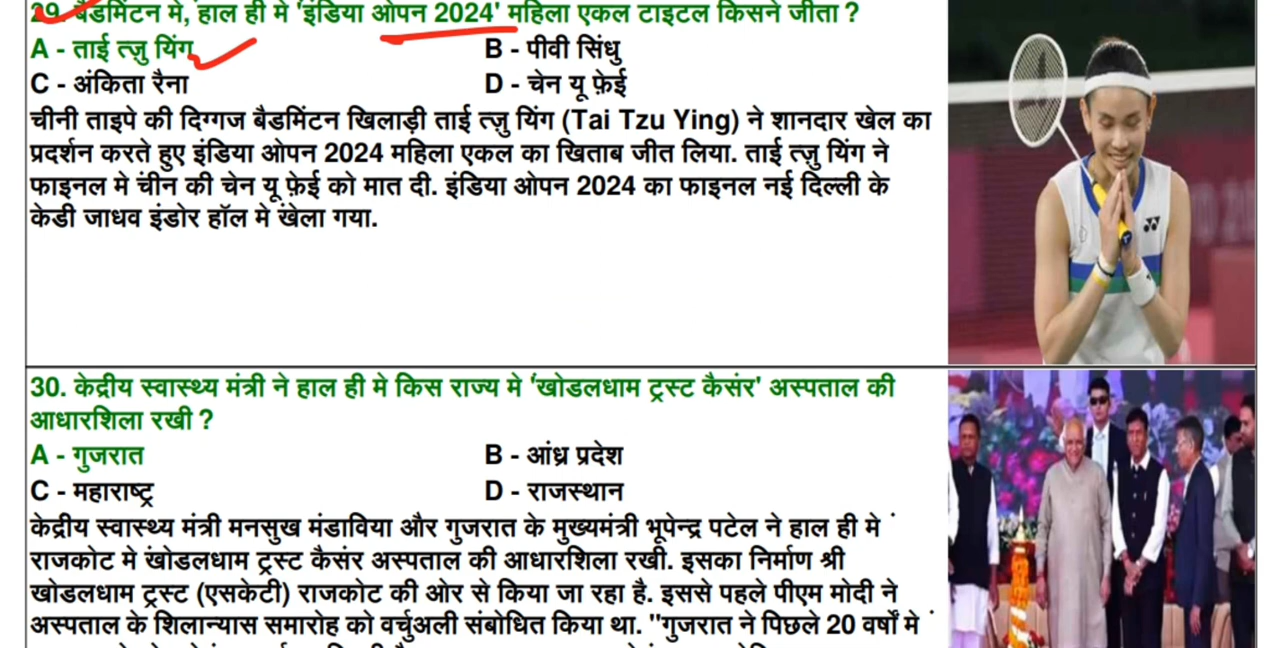 29. बैडमिंटन मे, हाल ही मे 'इंडिया ओपन 2024' महिला एकल टाइटल किसने जीता ?
A - ताई त्ज़ु यिंग
B - पीवी सिंधु
C - अंकिता रैना
D - चेन यू फ़ेई
चीनी ताइपे की दिग्गज बैडमिंटन खिलाड़ी ताई त्ज़ु यिंग (Tai Tzu Ying) ने शानदार खेल का
प्रदर्शन करते हुए इंडिया ओपन 2024 महिला एकल का खिताब जीत लिया. ताई त्ज़ु यिंग ने
फाइनल मे चीन की चेन यू फ़ेई को मात दी. इंडिया ओपन 2024 का फाइनल नई दिल्ली के
केडी जाधव इंडोर हॉल मे खेला गया.
30. केंद्रीय स्वास्थ्य मंत्री ने हाल ही मे किस राज्य मे 'खोडलधाम ट्रस्ट कैसंर' अस्पताल की
आधारशिला रखी ?
A - गुजरात
B - आंध्र प्रदेश
C - महाराष्ट्र
D - राजस्थान
केंद्रीय स्वास्थ्य मंत्री मनसुख मंडाविया और गुजरात के मुख्यमंत्री भूपेन्द्र पटेल ने हाल ही मे
राजकोट मे खोडलधाम ट्रस्ट कैसंर अस्पताल की आधारशिला रखी. इसका निर्माण श्री
खोडलधाम ट्रस्ट (एसकेटी) राजकोट की ओर से किया जा रहा है. इससे पहले पीएम मोदी ने
अस्पताल के शिलान्यास समारोह को वर्चुअली संबोधित किया था. "गुजरात ने पिछले 20 वर्षों मे